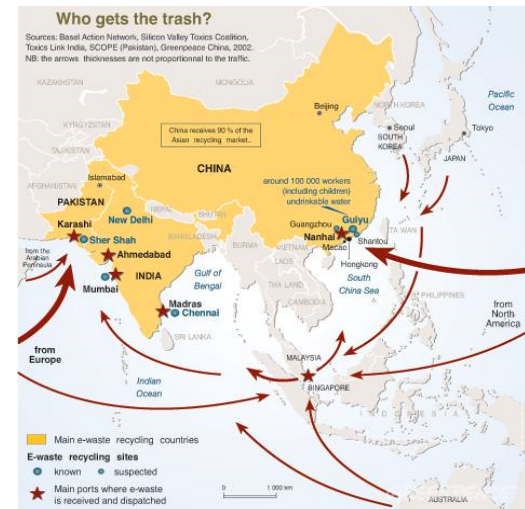 Who gets the trash?
Sources: Basel Action Network, Silicon Valley Toxics Coalition,
Toxics Link India, SCOPE (Pakistan), Greenpeace China, 2002.
NB: the arrows thicknesses are not proportionnal to the traffic.
KAZAKHSTAN
MONGOLIA
Pacific
Ocean
Beijing
NORTH KOREA
KYRGYZSTAN
China receives 90 % of the
Asian recycling market..
Seoul
Tokyo
SOUTH
KOREA
TAJIKISTAN
JAPAN
CHINA
AFGHANISTAN
Islamabad
around 100 000 workers
(including children)
undrinkable water
PAKISTAN
NEPAL
New Delhi
BHUTAN
Karashi
Guangzhou
Guiyu
Sher Shah
BANGLADESH
Nanhai
Shantou
TAIWAN
from the
Arabian
Peninsula
Ahmedabad
BURMA
VIETNAM
Macao
LAOS
Hongkong
INDIA
Gulf of
Bengal
South
China Sea
Mumbai
THAILAND
PHILIPPINES
Madras
CAMBODIA
from
North
America
Chennai
SRI LANKA
from
Europe
MALAYSIA
SINGAPORE
Indian
Ocean
INDONESIA
Main e-waste recycling countries
E-waste recycling sites
known
suspected
Main ports where e-waste
is received and dispatched
0
1 000 km
AUSTRALIA